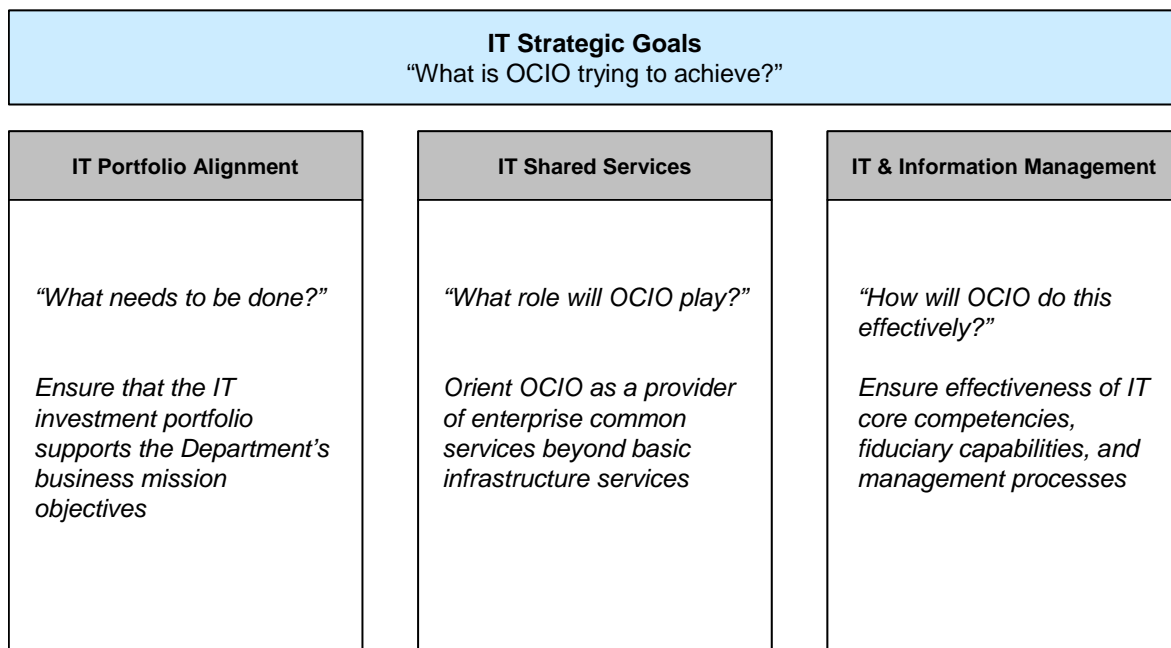 IT Strategic Goals
“What is OCIO trying to achieve?”
IT Portfolio Alignment
“What needs to be done?”
Ensure that the IT
investment portfolio
supports the Department’s
business mission
objectives
IT Shared Services
“What role will OCIO play?”
Orient OCIO as a provider
of enterprise common
services beyond basic
infrastructure services
IT & Information Management
“How will OCIO do this
effectively?”
Ensure effectiveness of IT
core competencies,
fiduciary capabilities, and
management processes